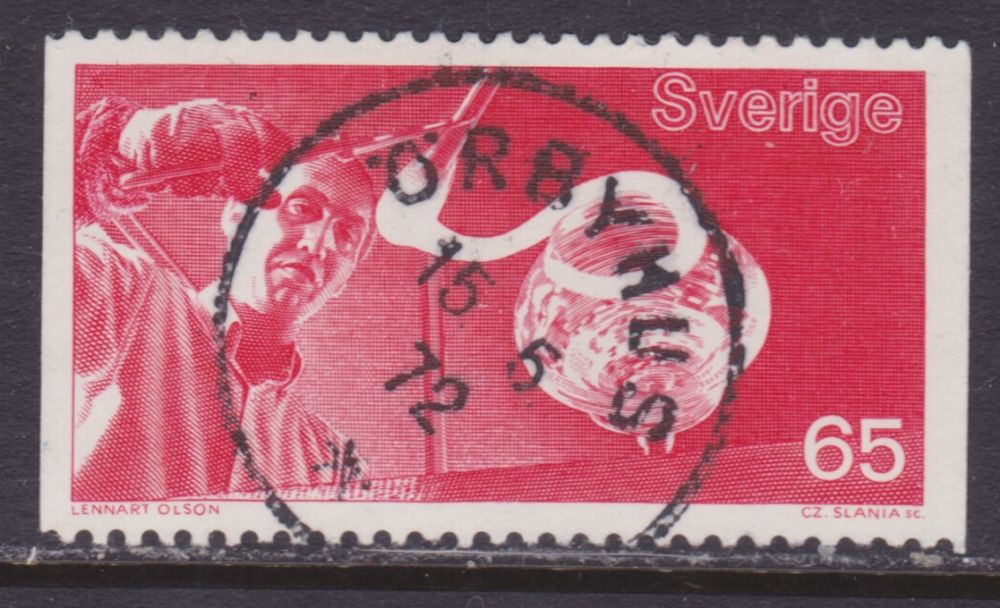 Sverige
ÖRBYHUS
15
5.
72
65
LENNART OLSON
CZ. SLANIA SC.